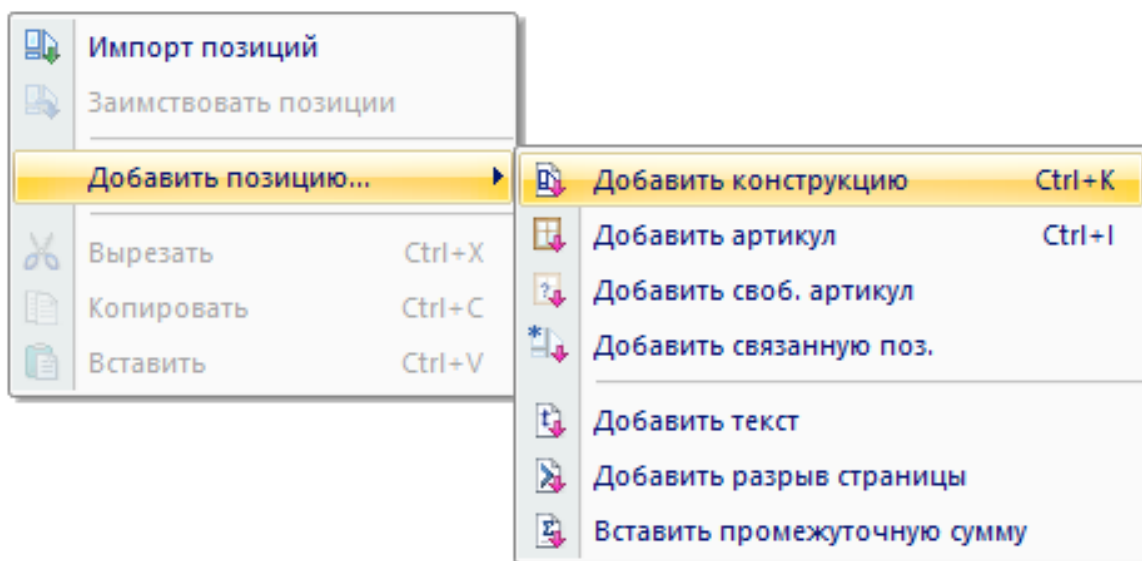 Импорт позиций
Заимствовать позиции
Добавить позицию...
Вырезать Ctrl+X
Копировать Ctrl+C
Вставить Ctrl+V
Добавить конструкцию Ctrl+K
Добавить артикул Ctrl+I
Добавить своб. артикул
Добавить связанную поз.
Добавить текст
Добавить разрыв страницы
Вставить промежуточную сумму